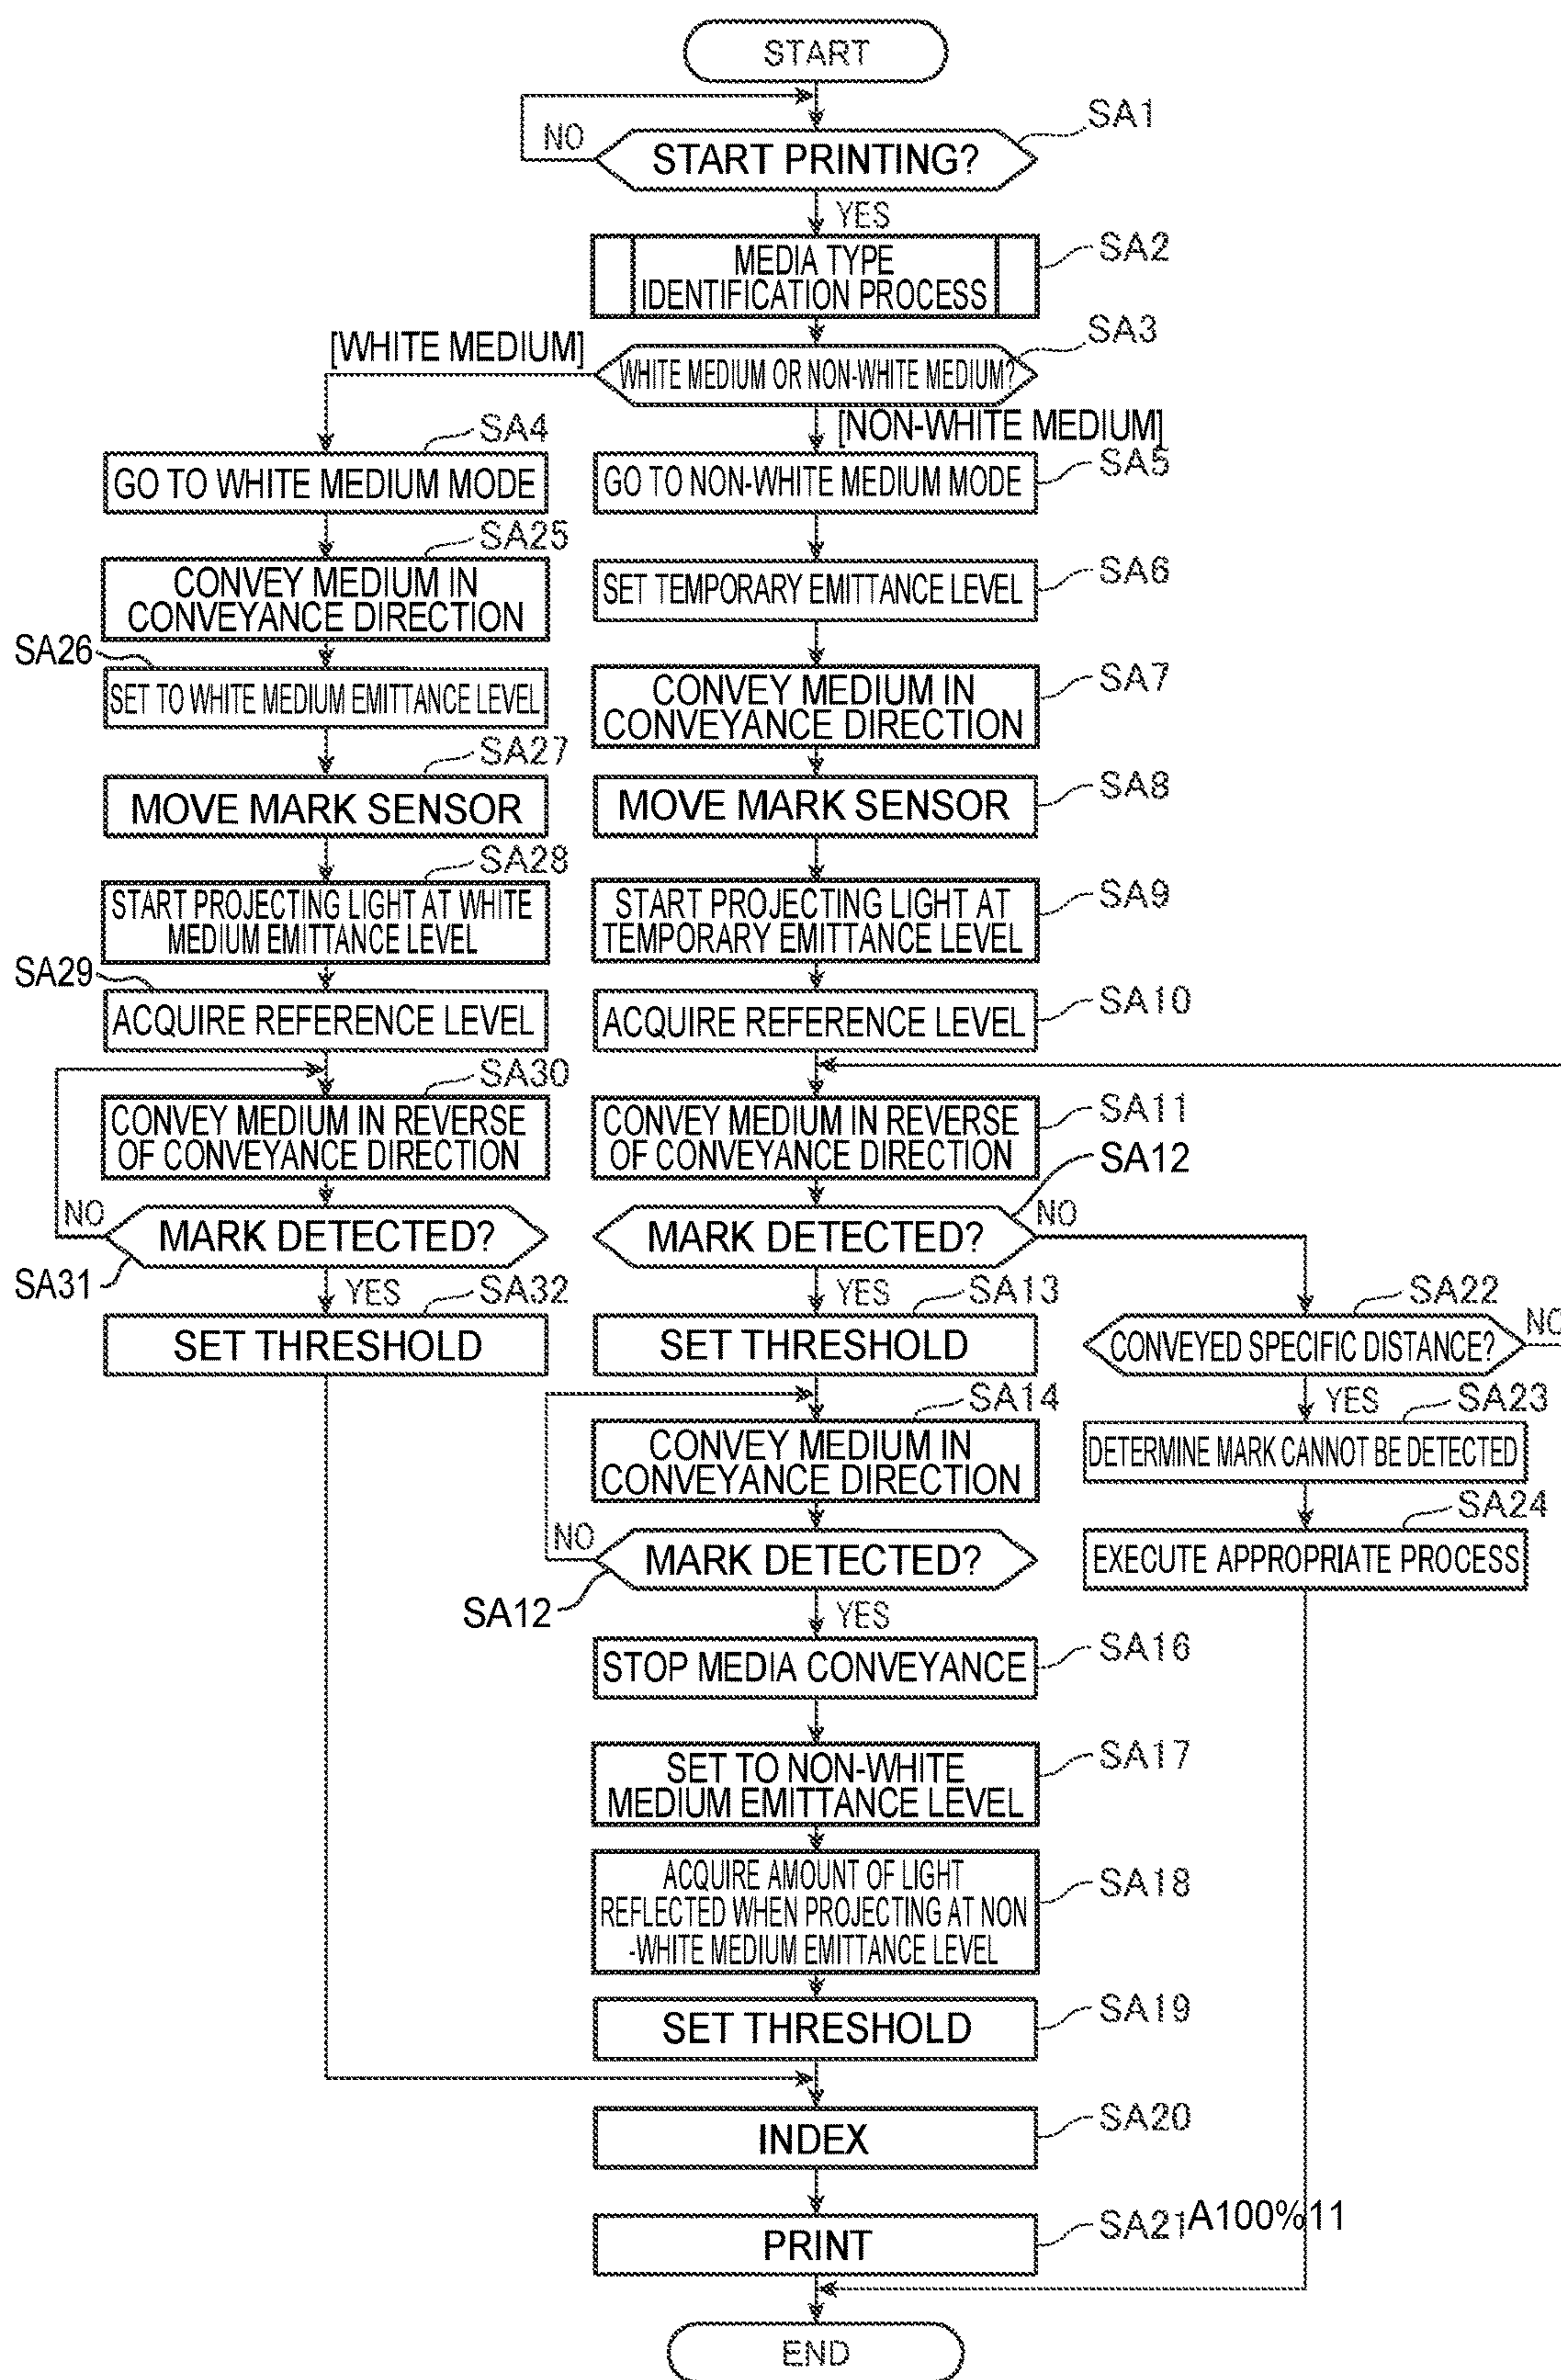 START
SA1
NO
START PRINTING?
YES
SA2
MEDIA TYPE
IDENTIFICATION PROCESS
SA3
[WHITE MEDIUM]
WHITE MEDIUM OR NON-WHITE MEDIUM?
[NON-WHITE MEDIUM]
SA4
GO TO WHITE MEDIUM MODE
SA5
GO TO NON-WHITE MEDIUM MODE
SA25
CONVEY MEDIUM IN
CONVEYANCE DIRECTION
SA6
SET TEMPORARY EMITTANCE LEVEL
SA26
SET TO WHITE MEDIUM EMITTANCE LEVEL
SA7
CONVEY MEDIUM IN
CONVEYANCE DIRECTION
SA27
MOVE MARK SENSOR
SA8
MOVE MARK SENSOR
SA28
START PROJECTING LIGHT AT WHITE
MEDIUM EMITTANCE LEVEL
SA9
START PROJECTING LIGHT AT
TEMPORARY EMITTANCE LEVEL
SA29
ACQUIRE REFERENCE LEVEL
SA10
ACQUIRE REFERENCE LEVEL
SA30
CONVEY MEDIUM IN REVERSE
OF CONVEYANCE DIRECTION
SA11
CONVEY MEDIUM IN REVERSE
OF CONVEYANCE DIRECTION
SA12
NO
MARK DETECTED?
MARK DETECTED?
NO
SA31
YES
SA32
YES
SA13
SA22
SET THRESHOLD
SET THRESHOLD
CONVEYED SPECIFIC DISTANCE?
NO
SA14
YES
SA23
CONVEY MEDIUM IN
CONVEYANCE DIRECTION
DETERMINE MARK CANNOT BE DETECTED
SA24
NO
MARK DETECTED?
EXECUTE APPROPRIATE PROCESS
SA12
YES
STOP MEDIA CONVEYANCE
SA16
SET TO NON-WHITE
MEDIUM EMITTANCE LEVEL
SA17
ACQUIRE AMOUNT OF LIGHT
REFLECTED WHEN PROJECTING AT NON
-WHITE MEDIUM EMITTANCE LEVEL
SA18
SET THRESHOLD
SA19
INDEX
SA20
PRINT
SA21
A100%11
END